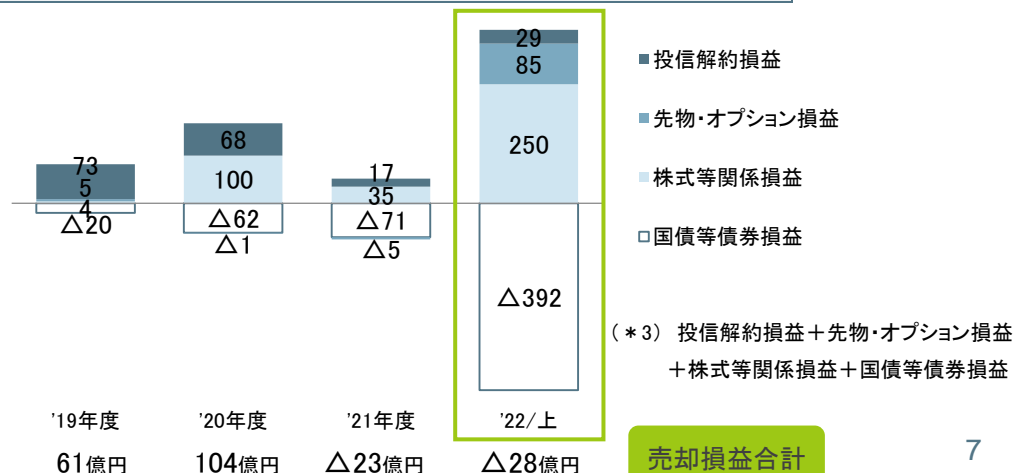 29
85
250
△392
68
100
△62
△1
73
5
4
△20
17
35
△71
△5
■投信解約損益
■先物・オプション損益
■株式等関係損益
□国債等債券損益
(*3) 投信解約損益+先物・オプション損益
+株式等関係損益+国債等債券損益
'19年度 '20年度 '21年度 '22/上
61億円 104億円 △23億円 △28億円 売却損益合計
7